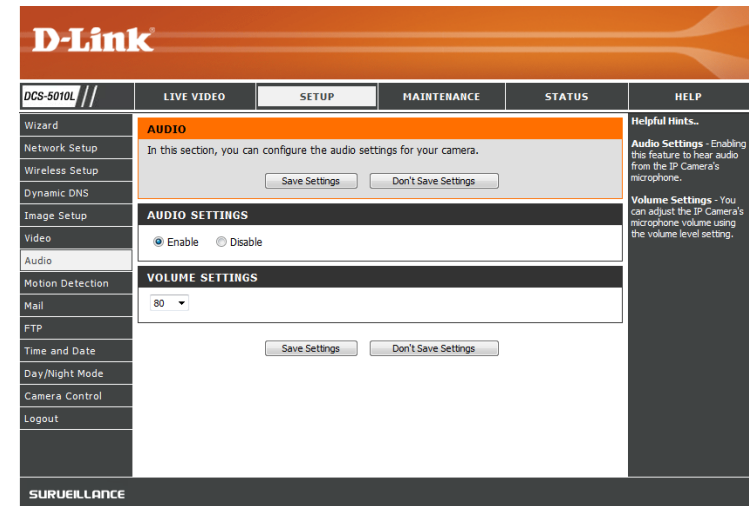 D-Link
DCS-5010L //
LIVE VIDEO
SETUP
MAINTENANCE
STATUS
HELP
Wizard
Network Setup
Wireless Setup
Dynamic DNS
Image Setup
Video
Audio
Motion Detection
Mail
FTP
Time and Date
Day/Night Mode
Camera Control
Logout
AUDIO
In this section, you can configure the audio settings for your camera.
Save Settings
Don't Save Settings
AUDIO SETTINGS
Enable
Disable
VOLUME SETTINGS
80
Save Settings
Don't Save Settings
Helpful Hints..
Audio Settings - Enabling
this feature to hear audio
from the IP Camera's
microphone.
Volume Settings - You
can adjust the IP Camera's
microphone volume using
the volume level setting.
SURVEILLANCE